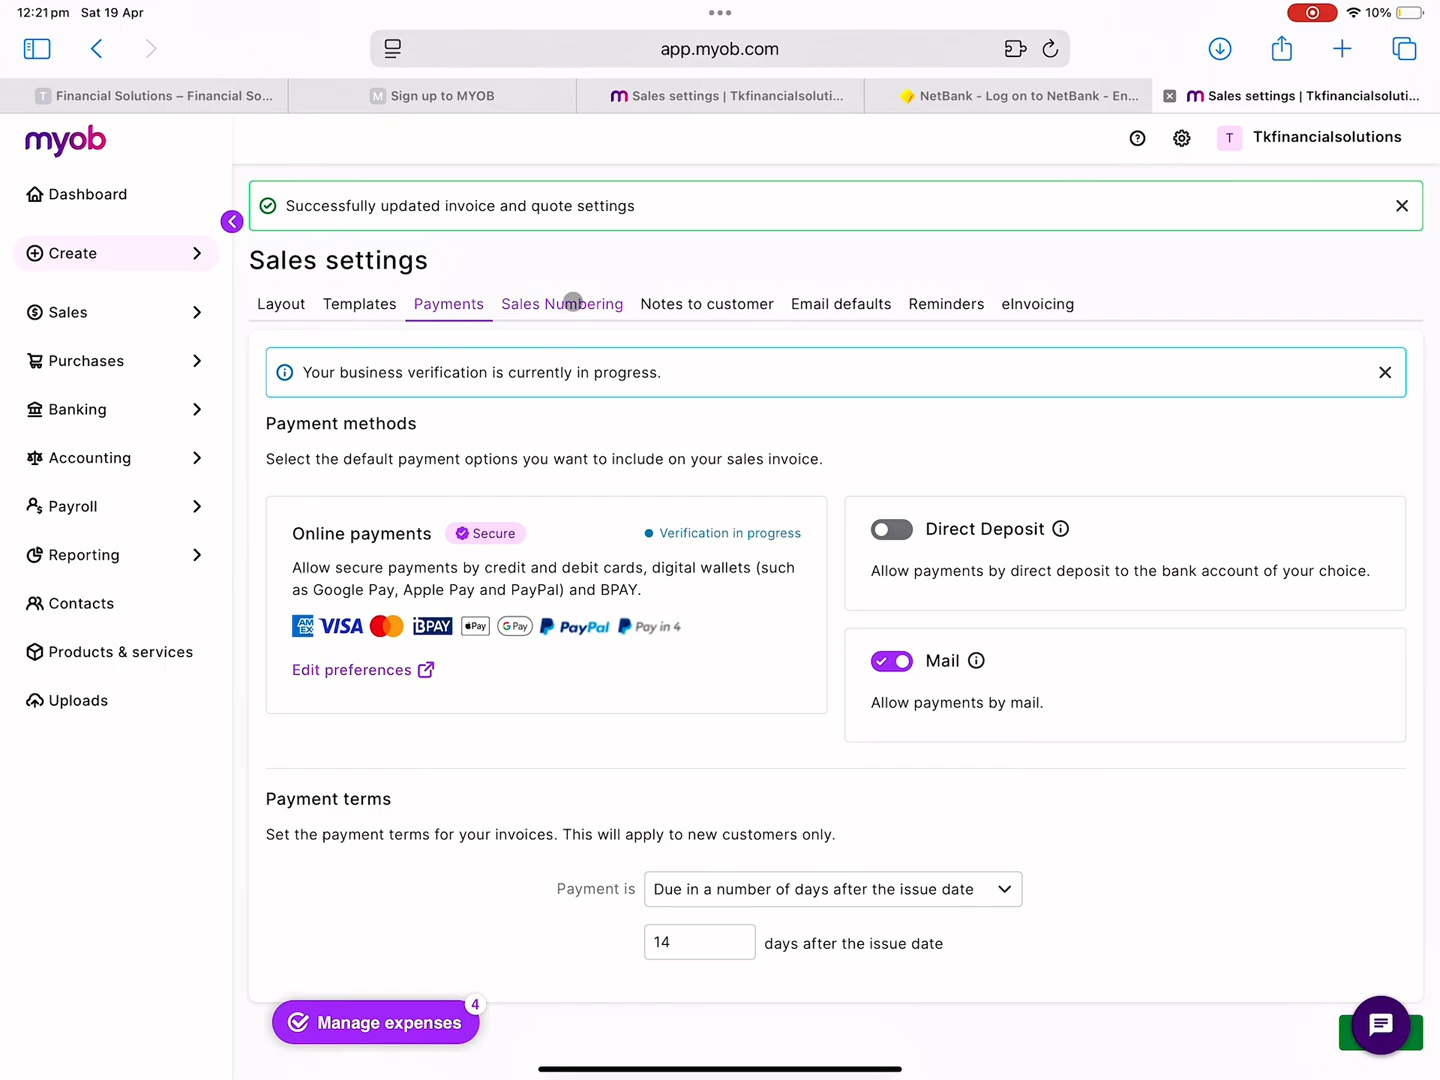 12:21pm Sat 19 Apr
10%
app.myob.com
T Financial Solutions – Financial So...
M Sign up to MYOB
Sales settings | Tkfinancialsoluti...
NetBank - Log on to NetBank - En...
Sales settings | Tkfinancialsoluti...
myob
T Tkfinancialsolutions
Dashboard
Create
Sales
Purchases
Banking
Accounting
Payroll
Reporting
Contacts
Products & services
Uploads
Successfully updated invoice and quote settings
Sales settings
Layout Templates Payments Sales Numbering Notes to customer Email defaults Reminders eInvoicing
Your business verification is currently in progress.
Payment methods
Select the default payment options you want to include on your sales invoice.
Online payments Secure Verification in progress
Allow secure payments by credit and debit cards, digital wallets (such
as Google Pay, Apple Pay and PayPal) and BPAY.
AMEX VISA BPAY Pay G Pay PayPal Pay in 4
Edit preferences
Direct Deposit
Allow payments by direct deposit to the bank account of your choice.
Mail
Allow payments by mail.
Payment terms
Set the payment terms for your invoices. This will apply to new customers only.
Payment is Due in a number of days after the issue date
14 days after the issue date
Manage expenses 4